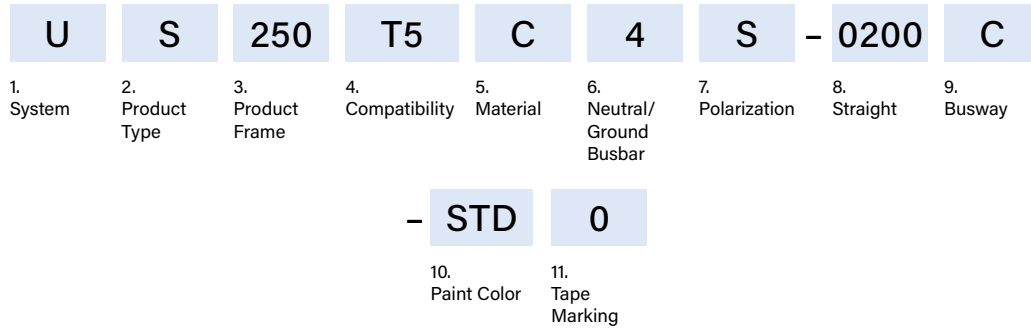 U S 250 T5 C 4 S – 0200 C
1. 2. 3. 4. 5. 6. 7. 8. 9.
System Product Product Compatibility Material Neutral/ Polarization Straight Busway
Type Frame Ground
Busbar
– STD 0
10. 11.
Paint Color Tape
Marking